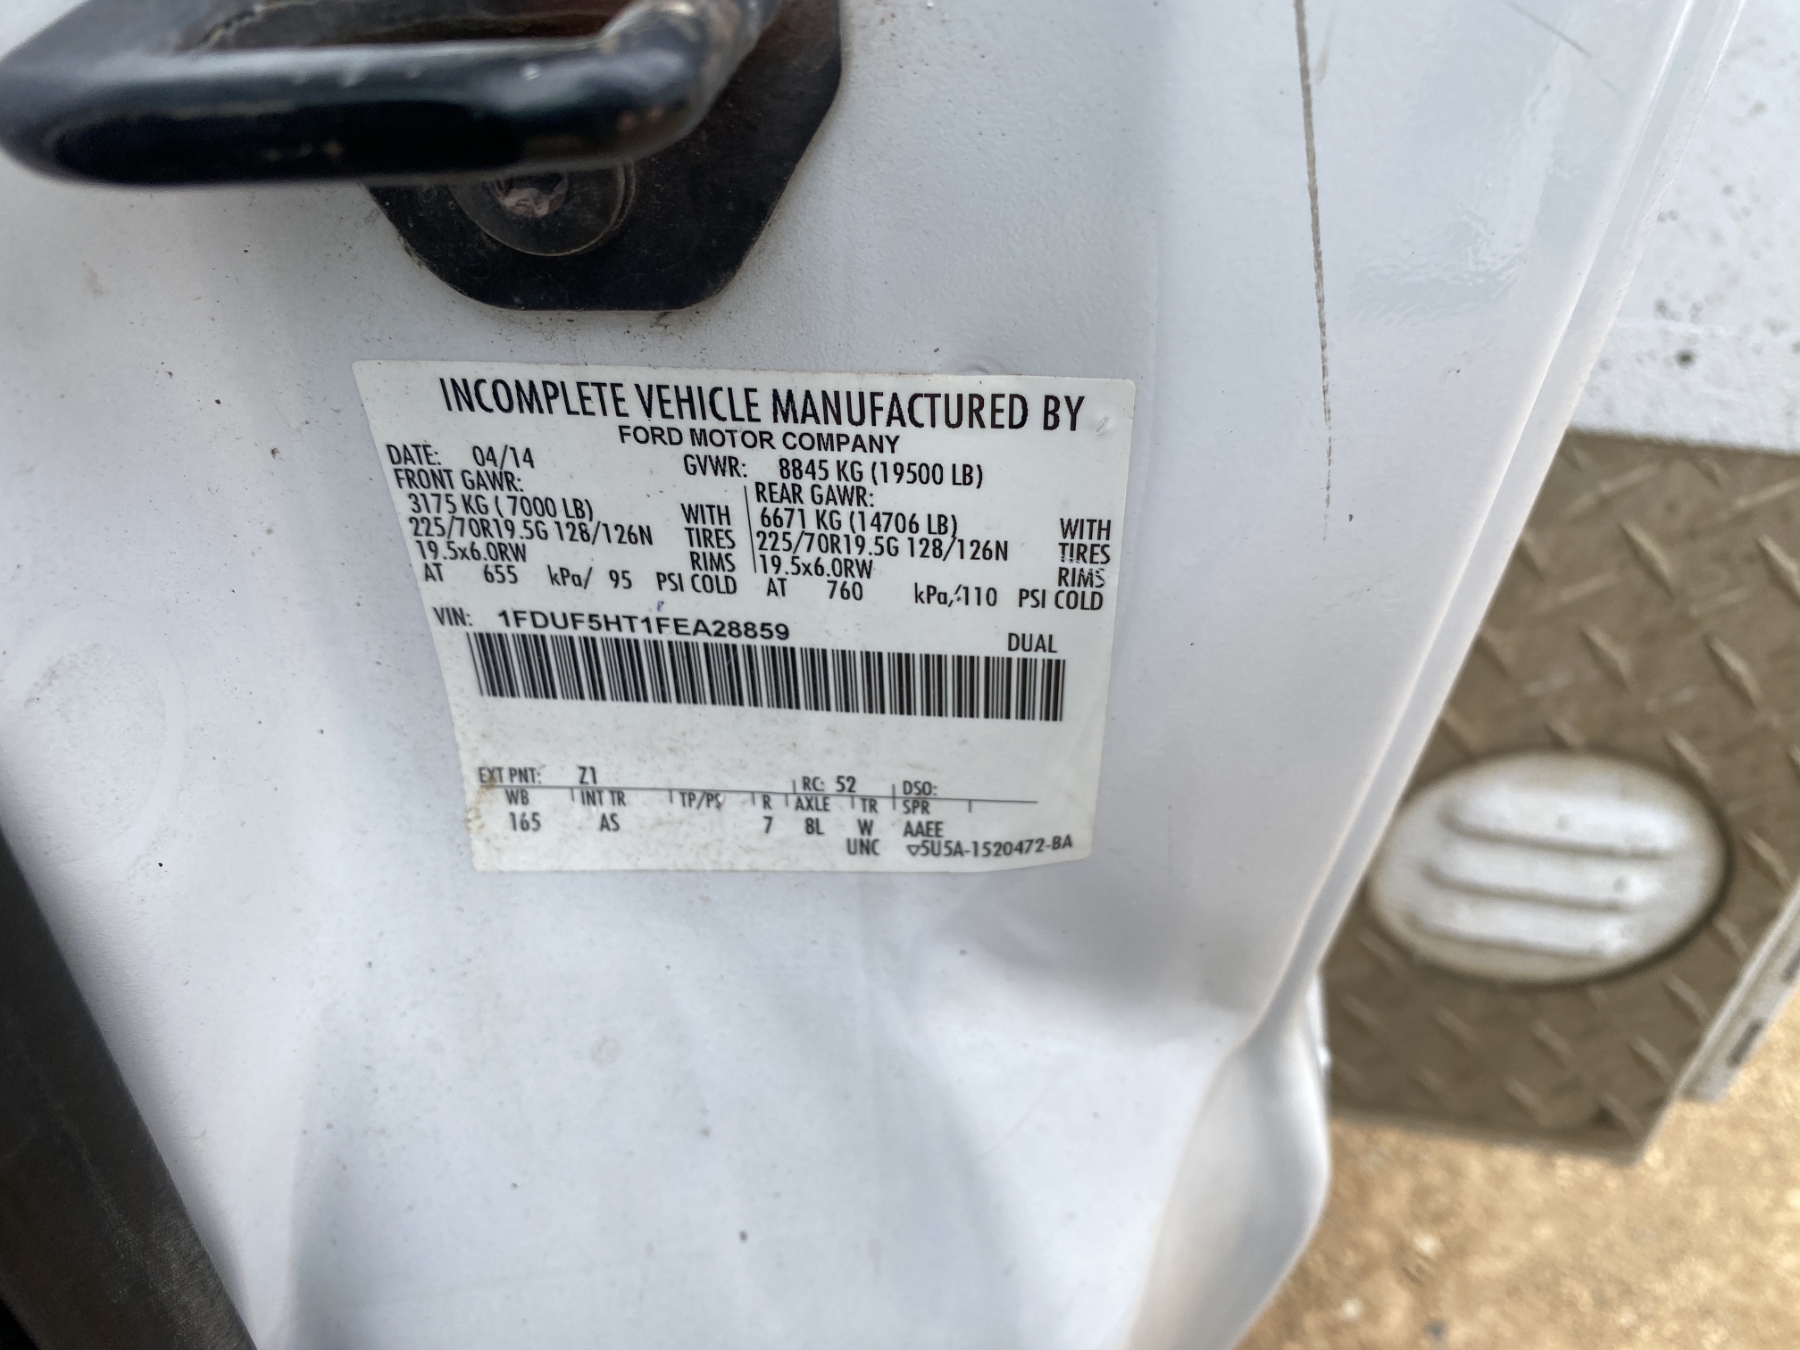 INCOMPLETE VEHICLE MANUFACTURED BY
FORD MOTOR COMPANY
DATE: 04/14 GVWR: 8845 KG (19500 LB)
FRONT GAWR: REAR GAWR:
3175 KG ( 7000 LB) WITH 6671 KG (14706 LB) WITH
225/70R19.5G 128/126N TIRES 225/70R19.5G 128/126N TIRES
19.5x6.0RW RIMS 19.5x6.0RW RIMS
AT 655 kPa/ 95 PSI COLD AT 760 kPa/ 110 PSI COLD
VIN: 1FDUF5HT1FEA28859
DUAL
EXT PNT: Z1 RC: 52 DSO:
WB INT TR TP/PS R AXLE TR SPR
165 AS 7 8L W AAEE
UNC ▽5U5A-1520472-BA